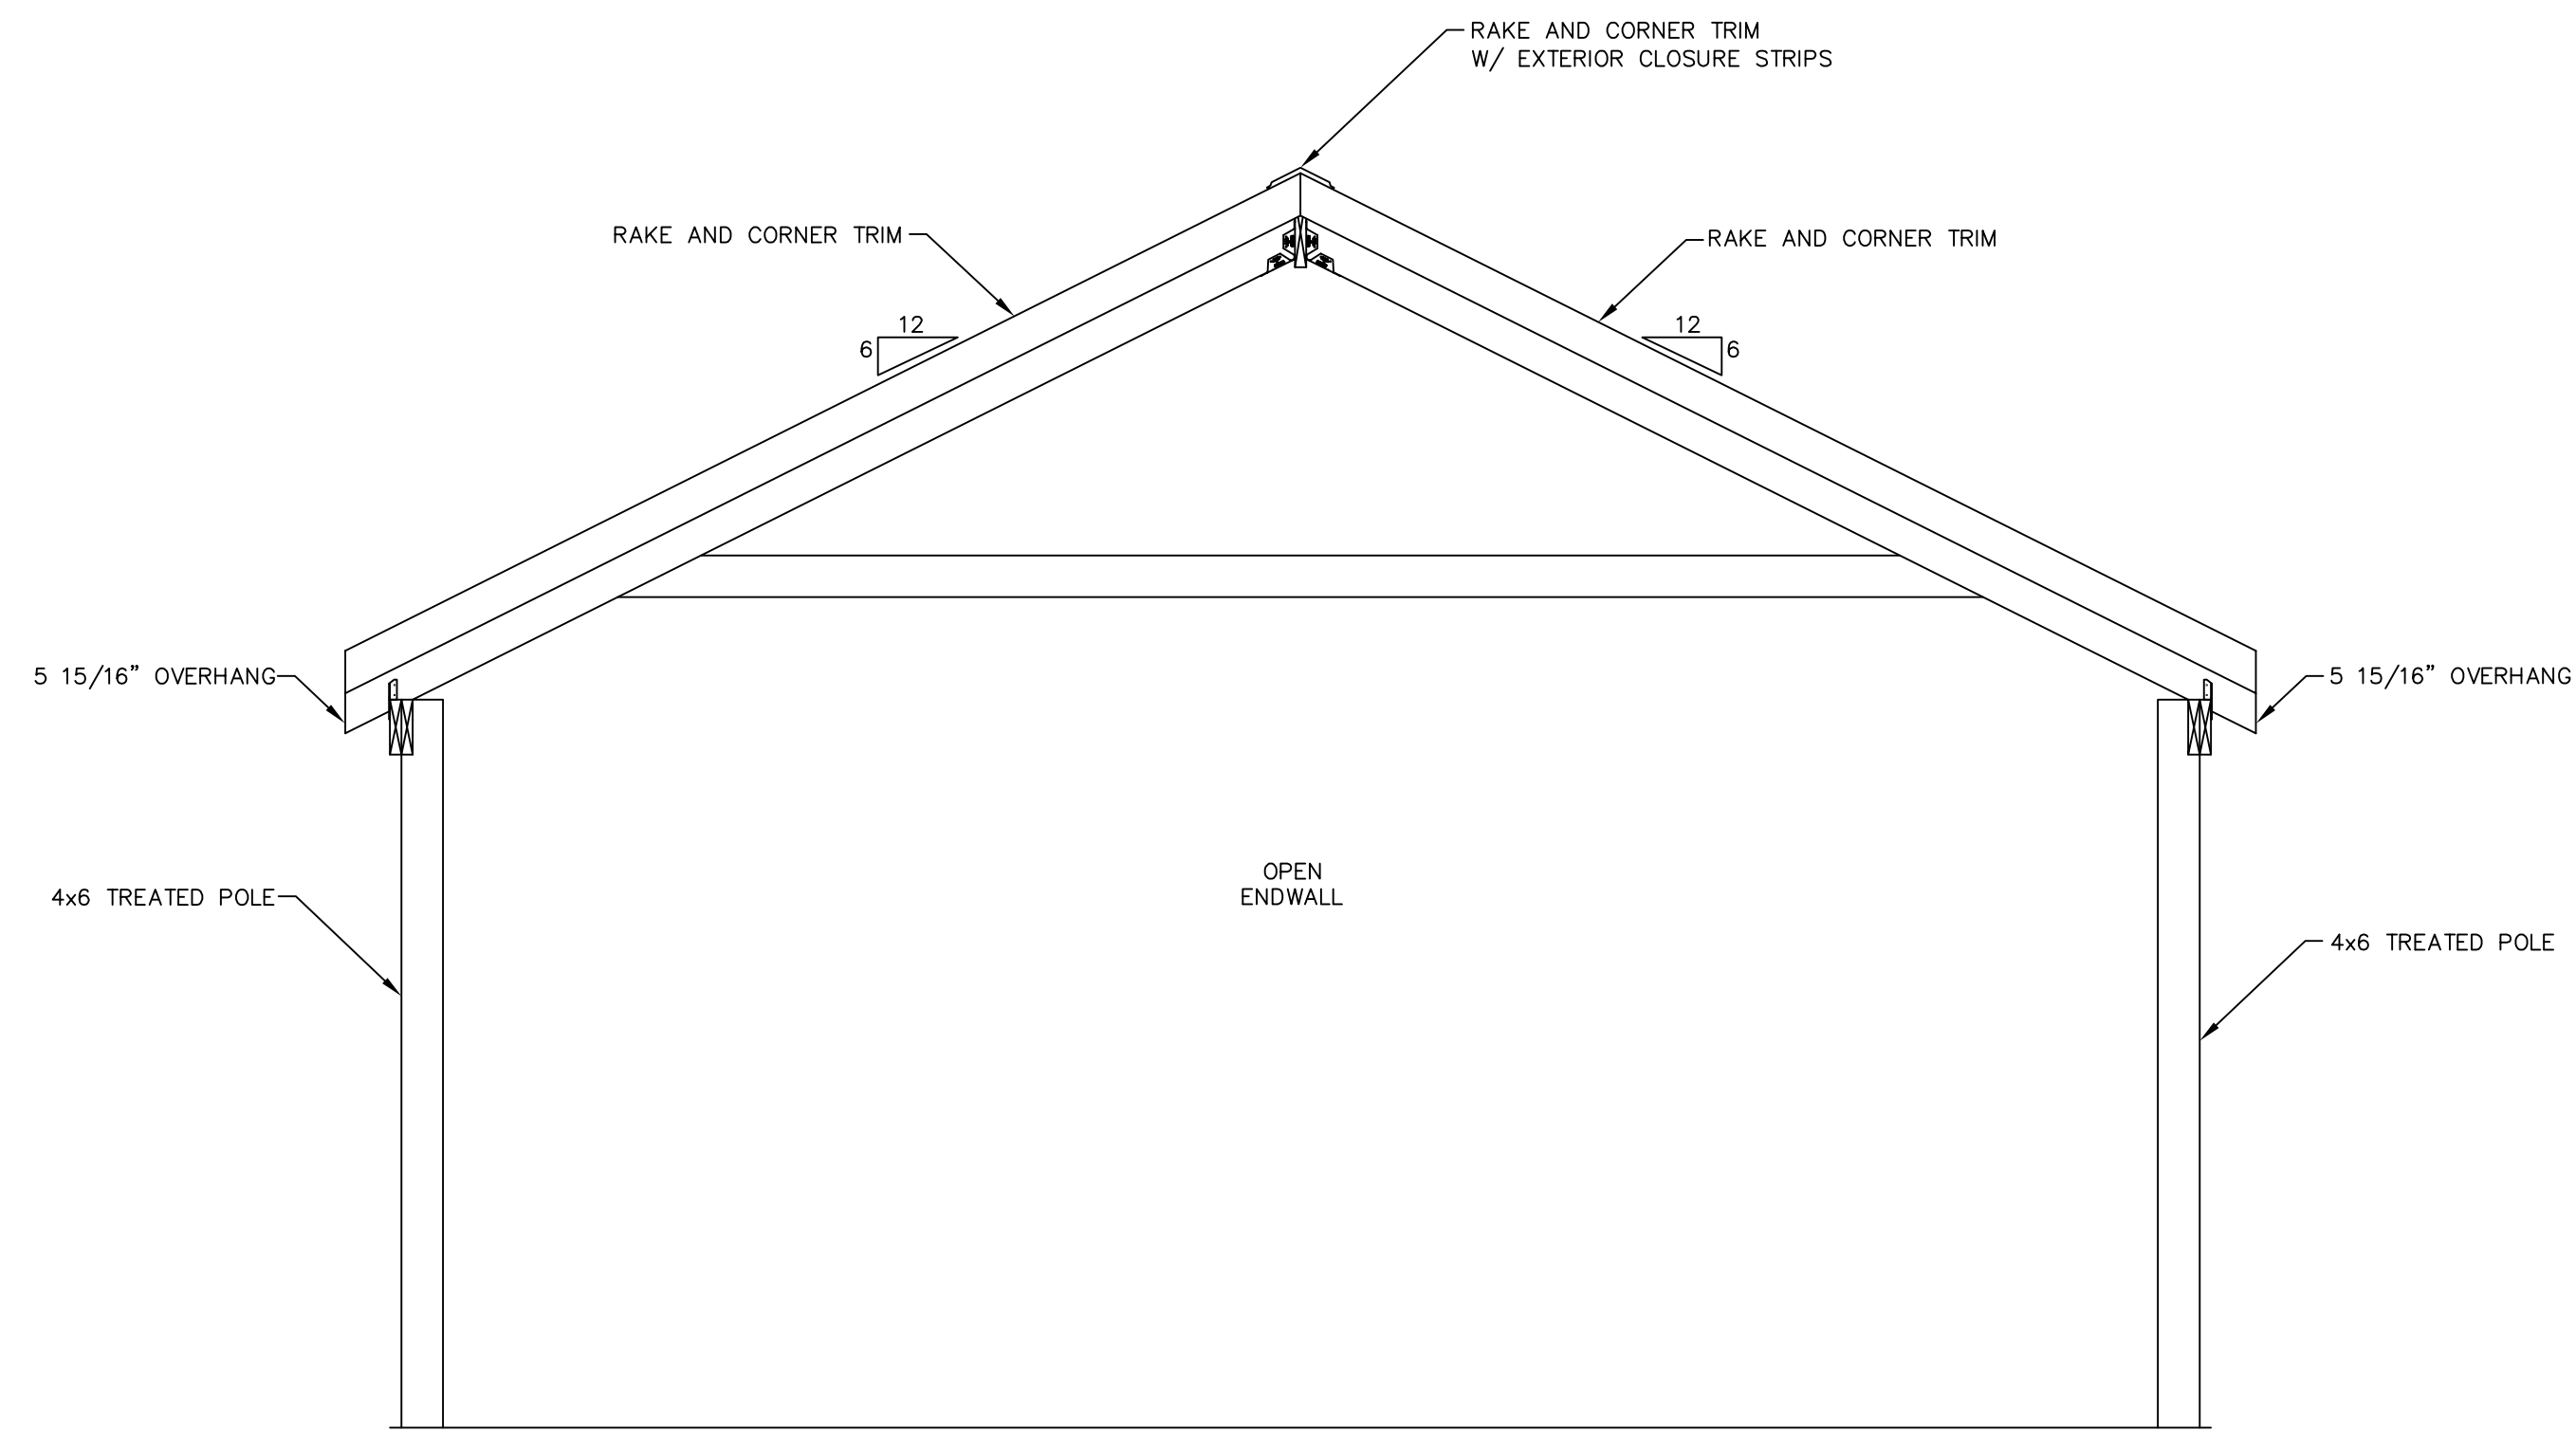 RAKE AND CORNER TRIM
W/ EXTERIOR CLOSURE STRIPS
RAKE AND CORNER TRIM
RAKE AND CORNER TRIM
12
6
12
6
5 15/16" OVERHANG
5 15/16" OVERHANG
OPEN
ENDWALL
4x6 TREATED POLE
4x6 TREATED POLE